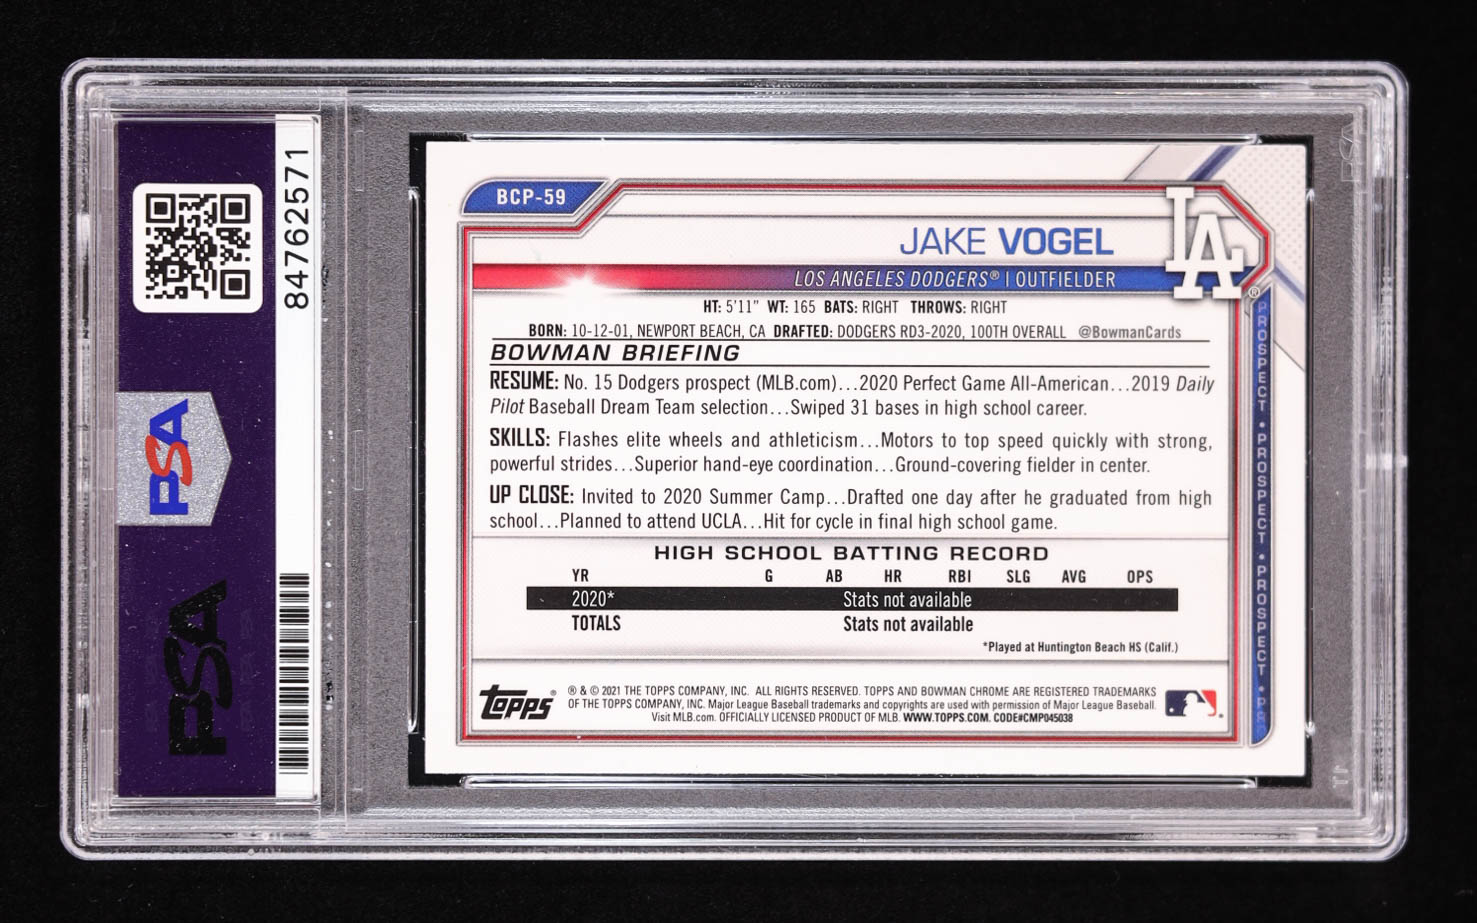 84762571
PSA
PSA
BCP-59
JAKE VOGEL
LA
LOS ANGELES DODGERS® | OUTFIELDER
HT: 5'11" WT: 165 BATS: RIGHT THROWS: RIGHT
BORN: 10-12-01, NEWPORT BEACH, CA DRAFTED: DODGERS RD3-2020, 100TH OVERALL @BowmanCards
BOWMAN BRIEFING
RESUME: No. 15 Dodgers prospect (MLB.com)...2020 Perfect Game All-American...2019 Daily
Pilot Baseball Dream Team selection...Swiped 31 bases in high school career.
SKILLS: Flashes elite wheels and athleticism...Motors to top speed quickly with strong,
powerful strides...Superior hand-eye coordination...Ground-covering fielder in center.
UP CLOSE: Invited to 2020 Summer Camp...Drafted one day after he graduated from high
school...Planned to attend UCLA...Hit for cycle in final high school game.
HIGH SCHOOL BATTING RECORD
YR G AB HR RBI SLG AVG OPS
2020* Stats not available
TOTALS Stats not available
*Played at Huntington Beach HS (Calif.)
Topps® ® & © 2021 THE TOPPS COMPANY, INC. ALL RIGHTS RESERVED. TOPPS AND BOWMAN CHROME ARE REGISTERED TRADEMARKS
OF THE TOPPS COMPANY, INC. Major League Baseball trademarks and copyrights are used with permission of Major League Baseball.
Visit MLB.com. OFFICIALLY LICENSED PRODUCT OF MLB. WWW.TOPPS.COM. CODE#CMP045038
PROSPECT • PROSPECT • PROSPECT • PR